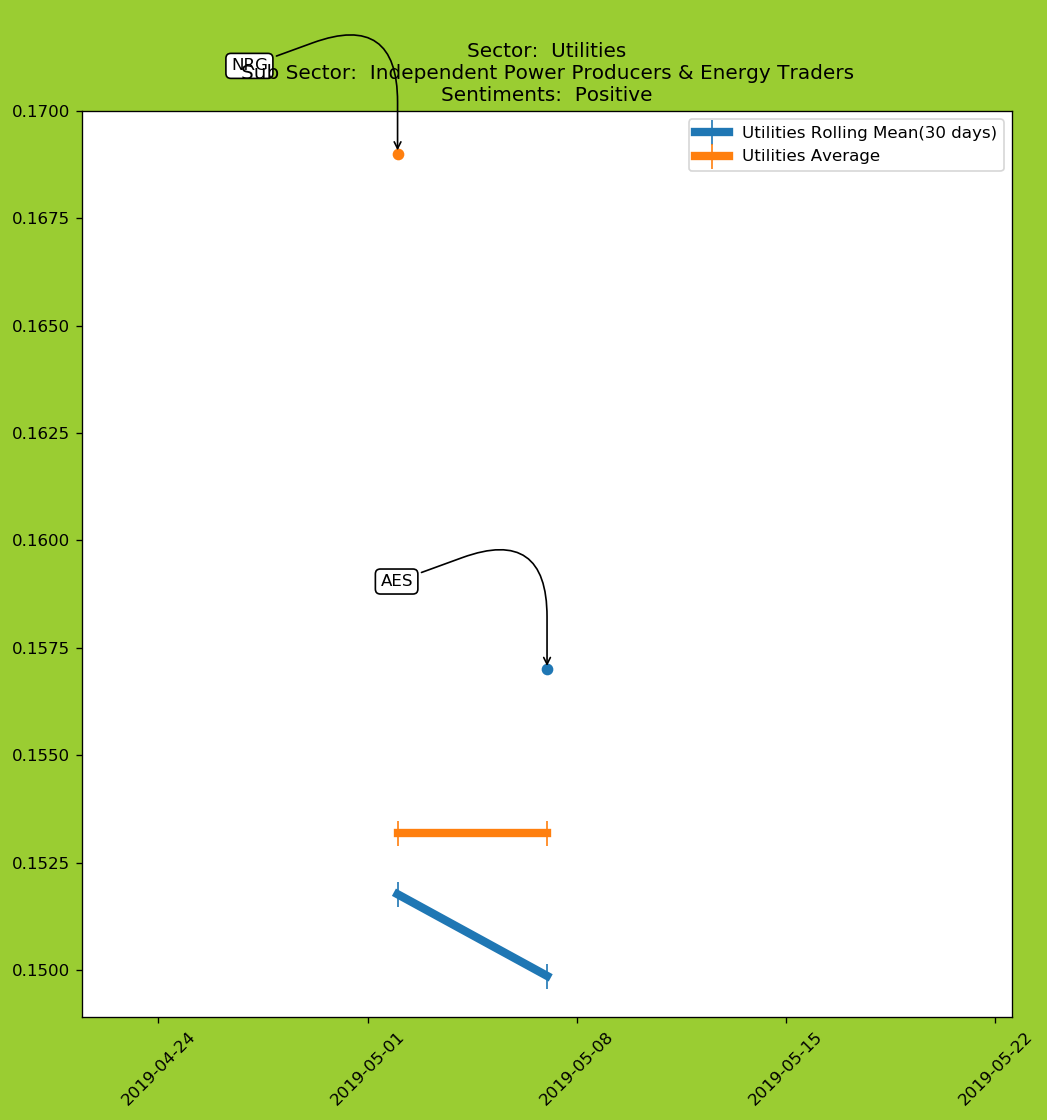 Sector:  Utilities
NRG
Sub Sector:  Independent Power Producers & Energy Traders
Sentiments:  Positive
0.1700
Utilities Rolling Mean(30 days)
Utilities Average
0.1675
0.1650
0.1625
0.1600
AES
0.1575
0.1550
0.1525
0.1500
2019-04-24
2019-05-01
2019-05-08
2019-05-15
2019-05-22